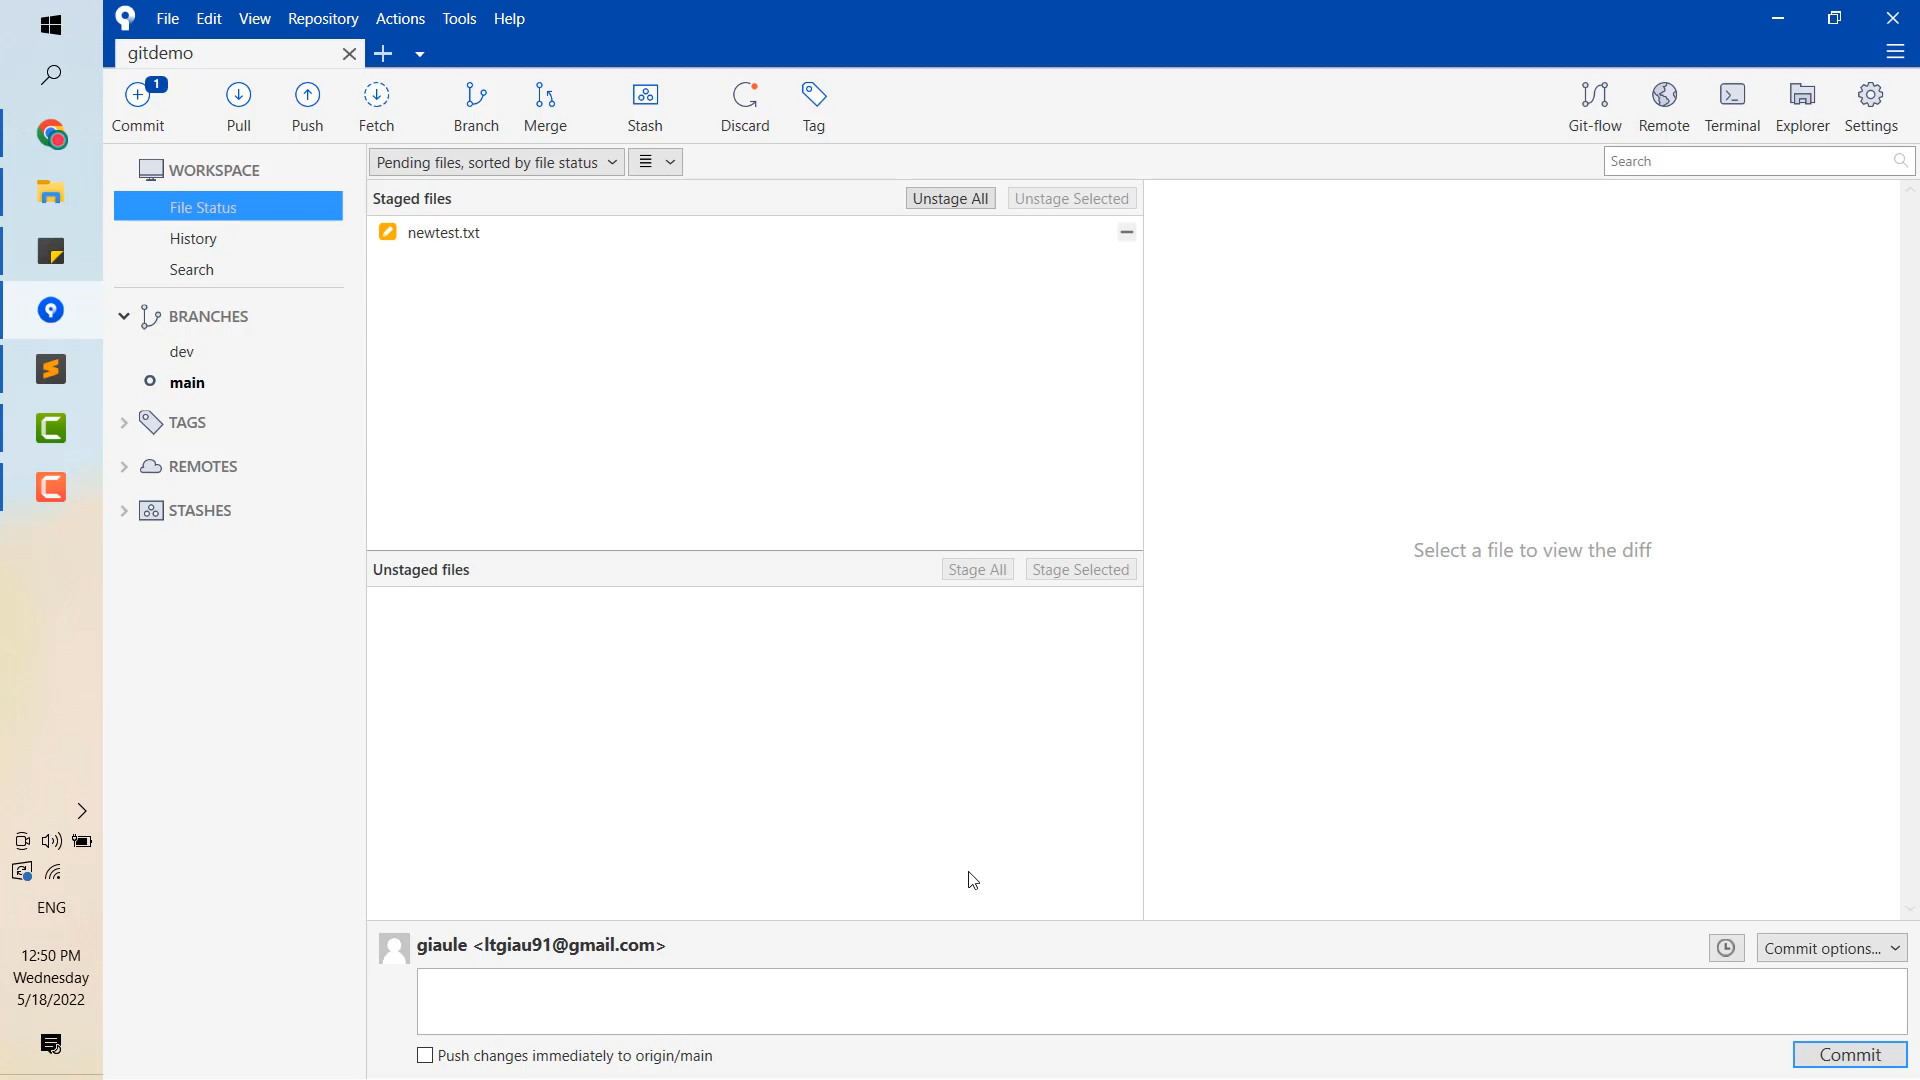 File Edit View Repository Actions Tools Help
gitdemo
1
Commit Pull Push Fetch Branch Merge Stash Discard Tag Git-flow Remote Terminal Explorer Settings
WORKSPACE
File Status
History
Search
BRANCHES
dev
main
TAGS
REMOTES
STASHES
Pending files, sorted by file status
Search
Staged files Unstage All Unstage Selected
newtest.txt
Unstaged files Stage All Stage Selected
Select a file to view the diff
giaule <ltgiau91@gmail.com>
Commit options...
Push changes immediately to origin/main
Commit
ENG
12:50 PM
Wednesday
5/18/2022